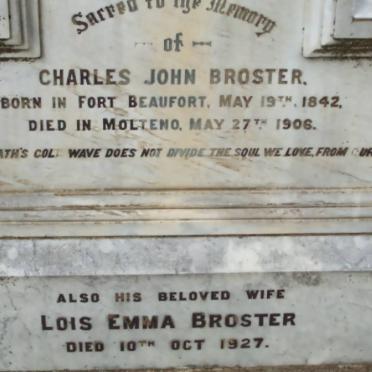 Sacred to the Memory
of
CHARLES JOHN BROSTER.
BORN IN FORT BEAUFORT, MAY 19TH. 1842,
DIED IN MOLTENO, MAY 27TH 1906.
WAVE DOES NOT DIVIDE THE SOUL WE LOVE, FROM
ALSO HIS BELOVED WIFE
LOIS EMMA BROSTER
DIED 10TH OCT 1927.